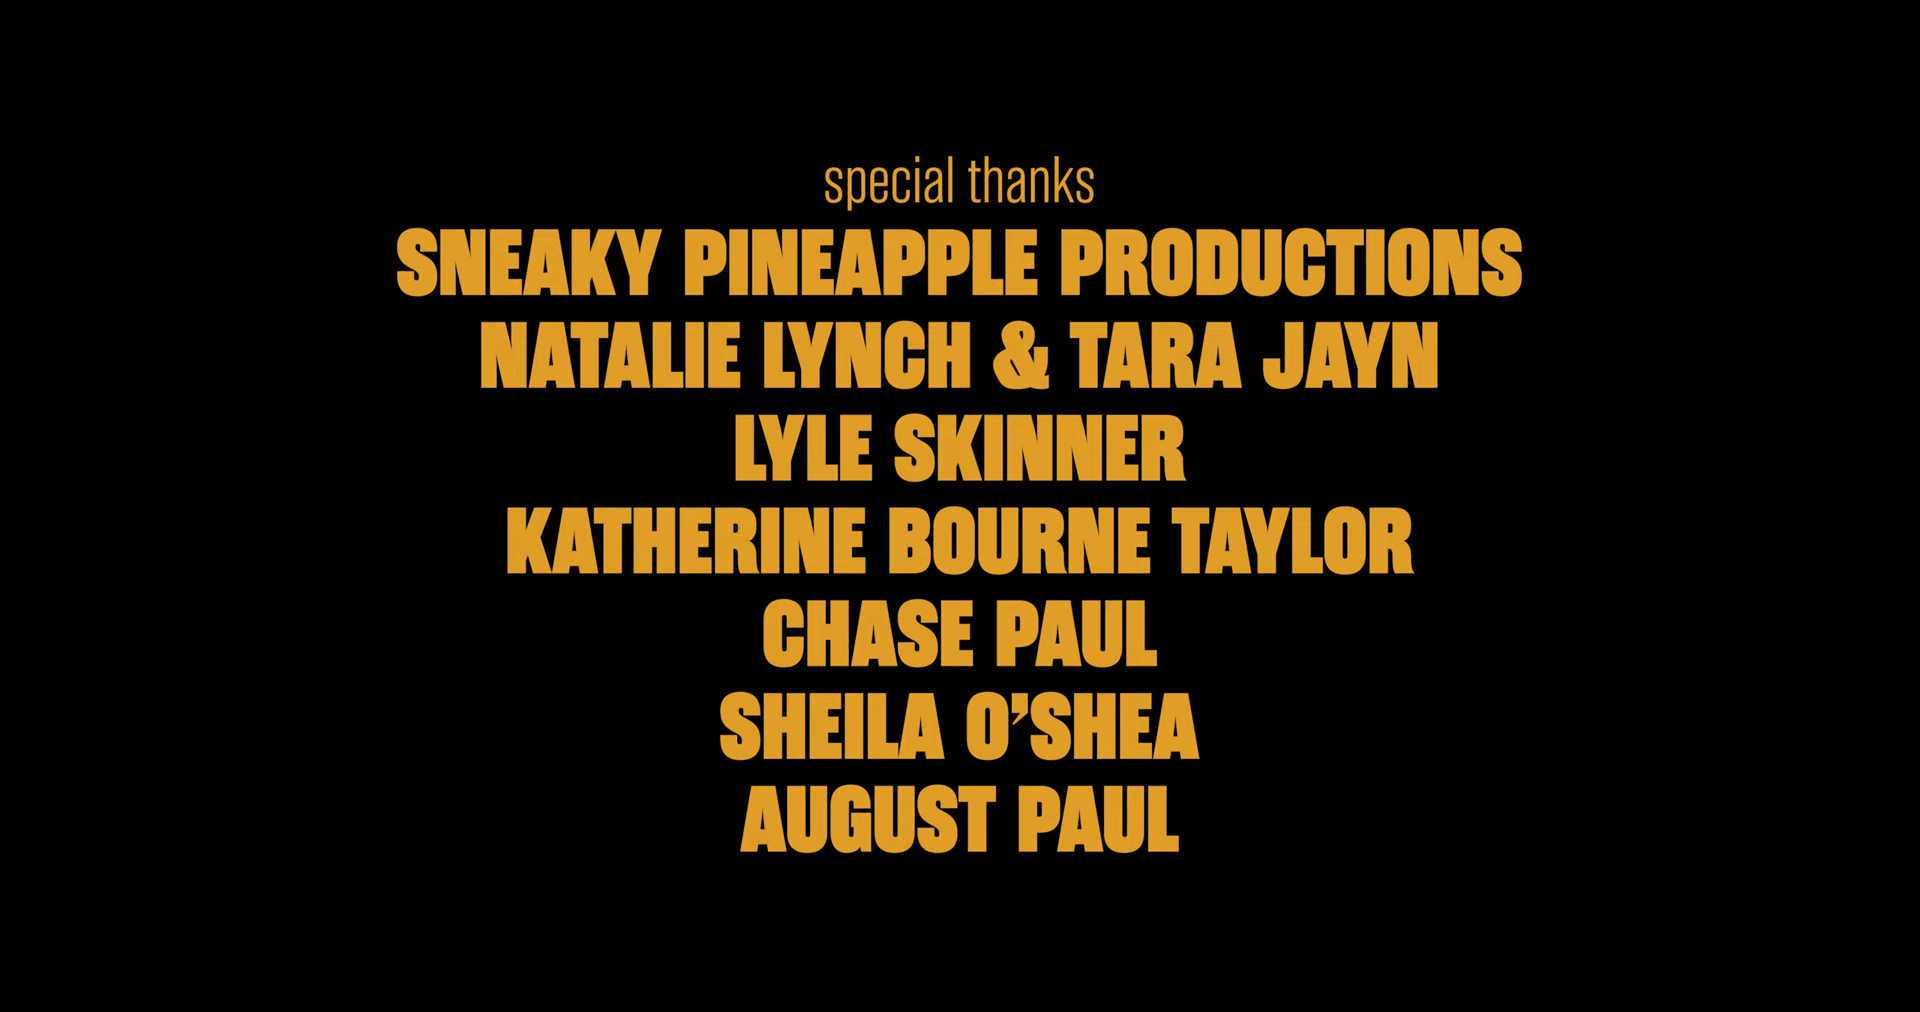 special thanks
SNEAKY PINEAPPLE PRODUCTIONS
NATALIE LYNCH & TARA JAYN
LYLE SKINNER
KATHERINE BOURNE TAYLOR
CHASE PAUL
SHEILA O’SHEA
AUGUST PAUL